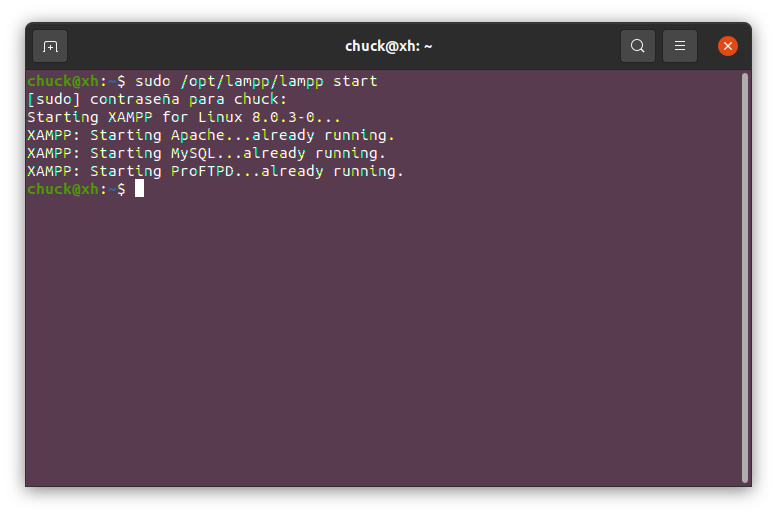 chuck@xh: ~
chuck@xh:~$ sudo /opt/lampp/lampp start
[sudo] contraseña para chuck:
Starting XAMPP for Linux 8.0.3-0...
XAMPP: Starting Apache...already running.
XAMPP: Starting MySQL...already running.
XAMPP: Starting ProFTPD...already running.
chuck@xh:~$